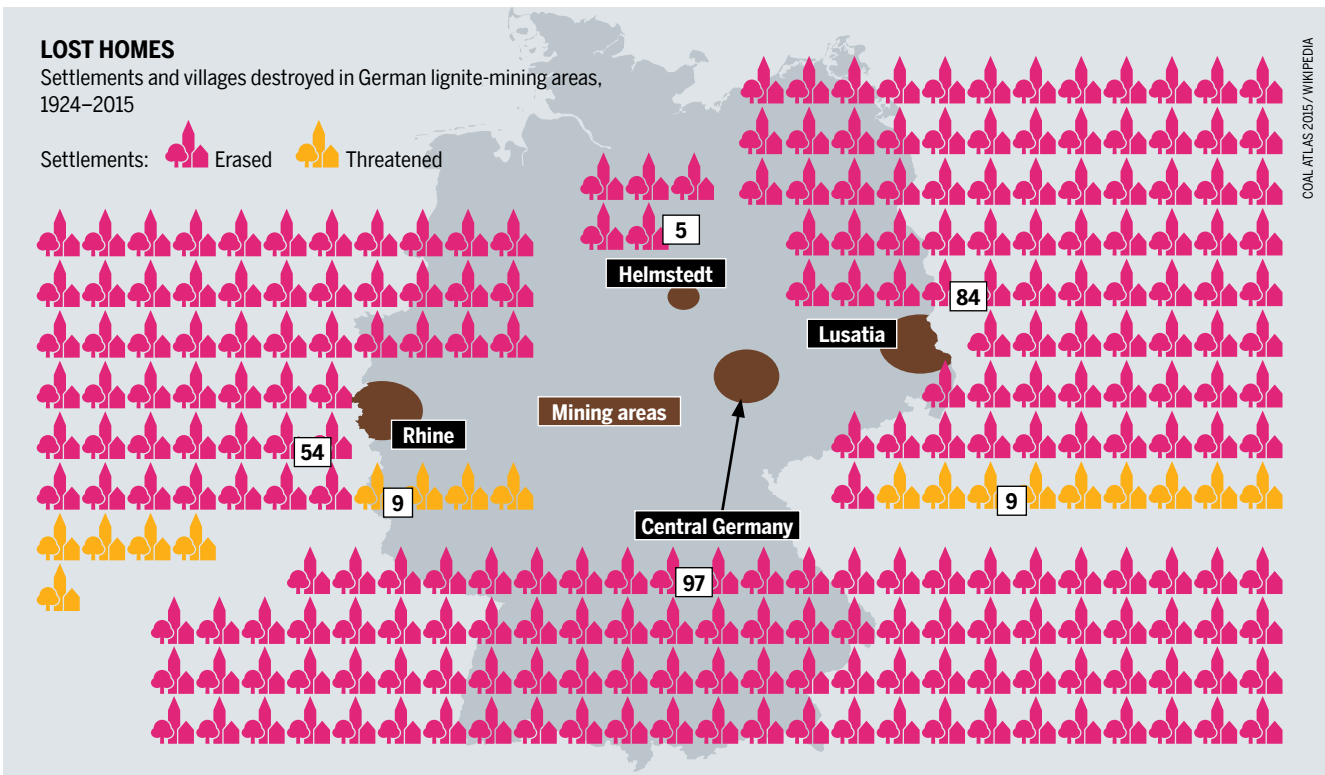 LOST HOMES
Settlements and villages destroyed in German lignite-mining areas,
1924–2015
Settlements: Erased Threatened
COAL ATLAS 2015 / WIKIPEDIA
5
Helmstedt
84
Lusatia
Mining areas
Rhine
54
9
9
Central Germany
97